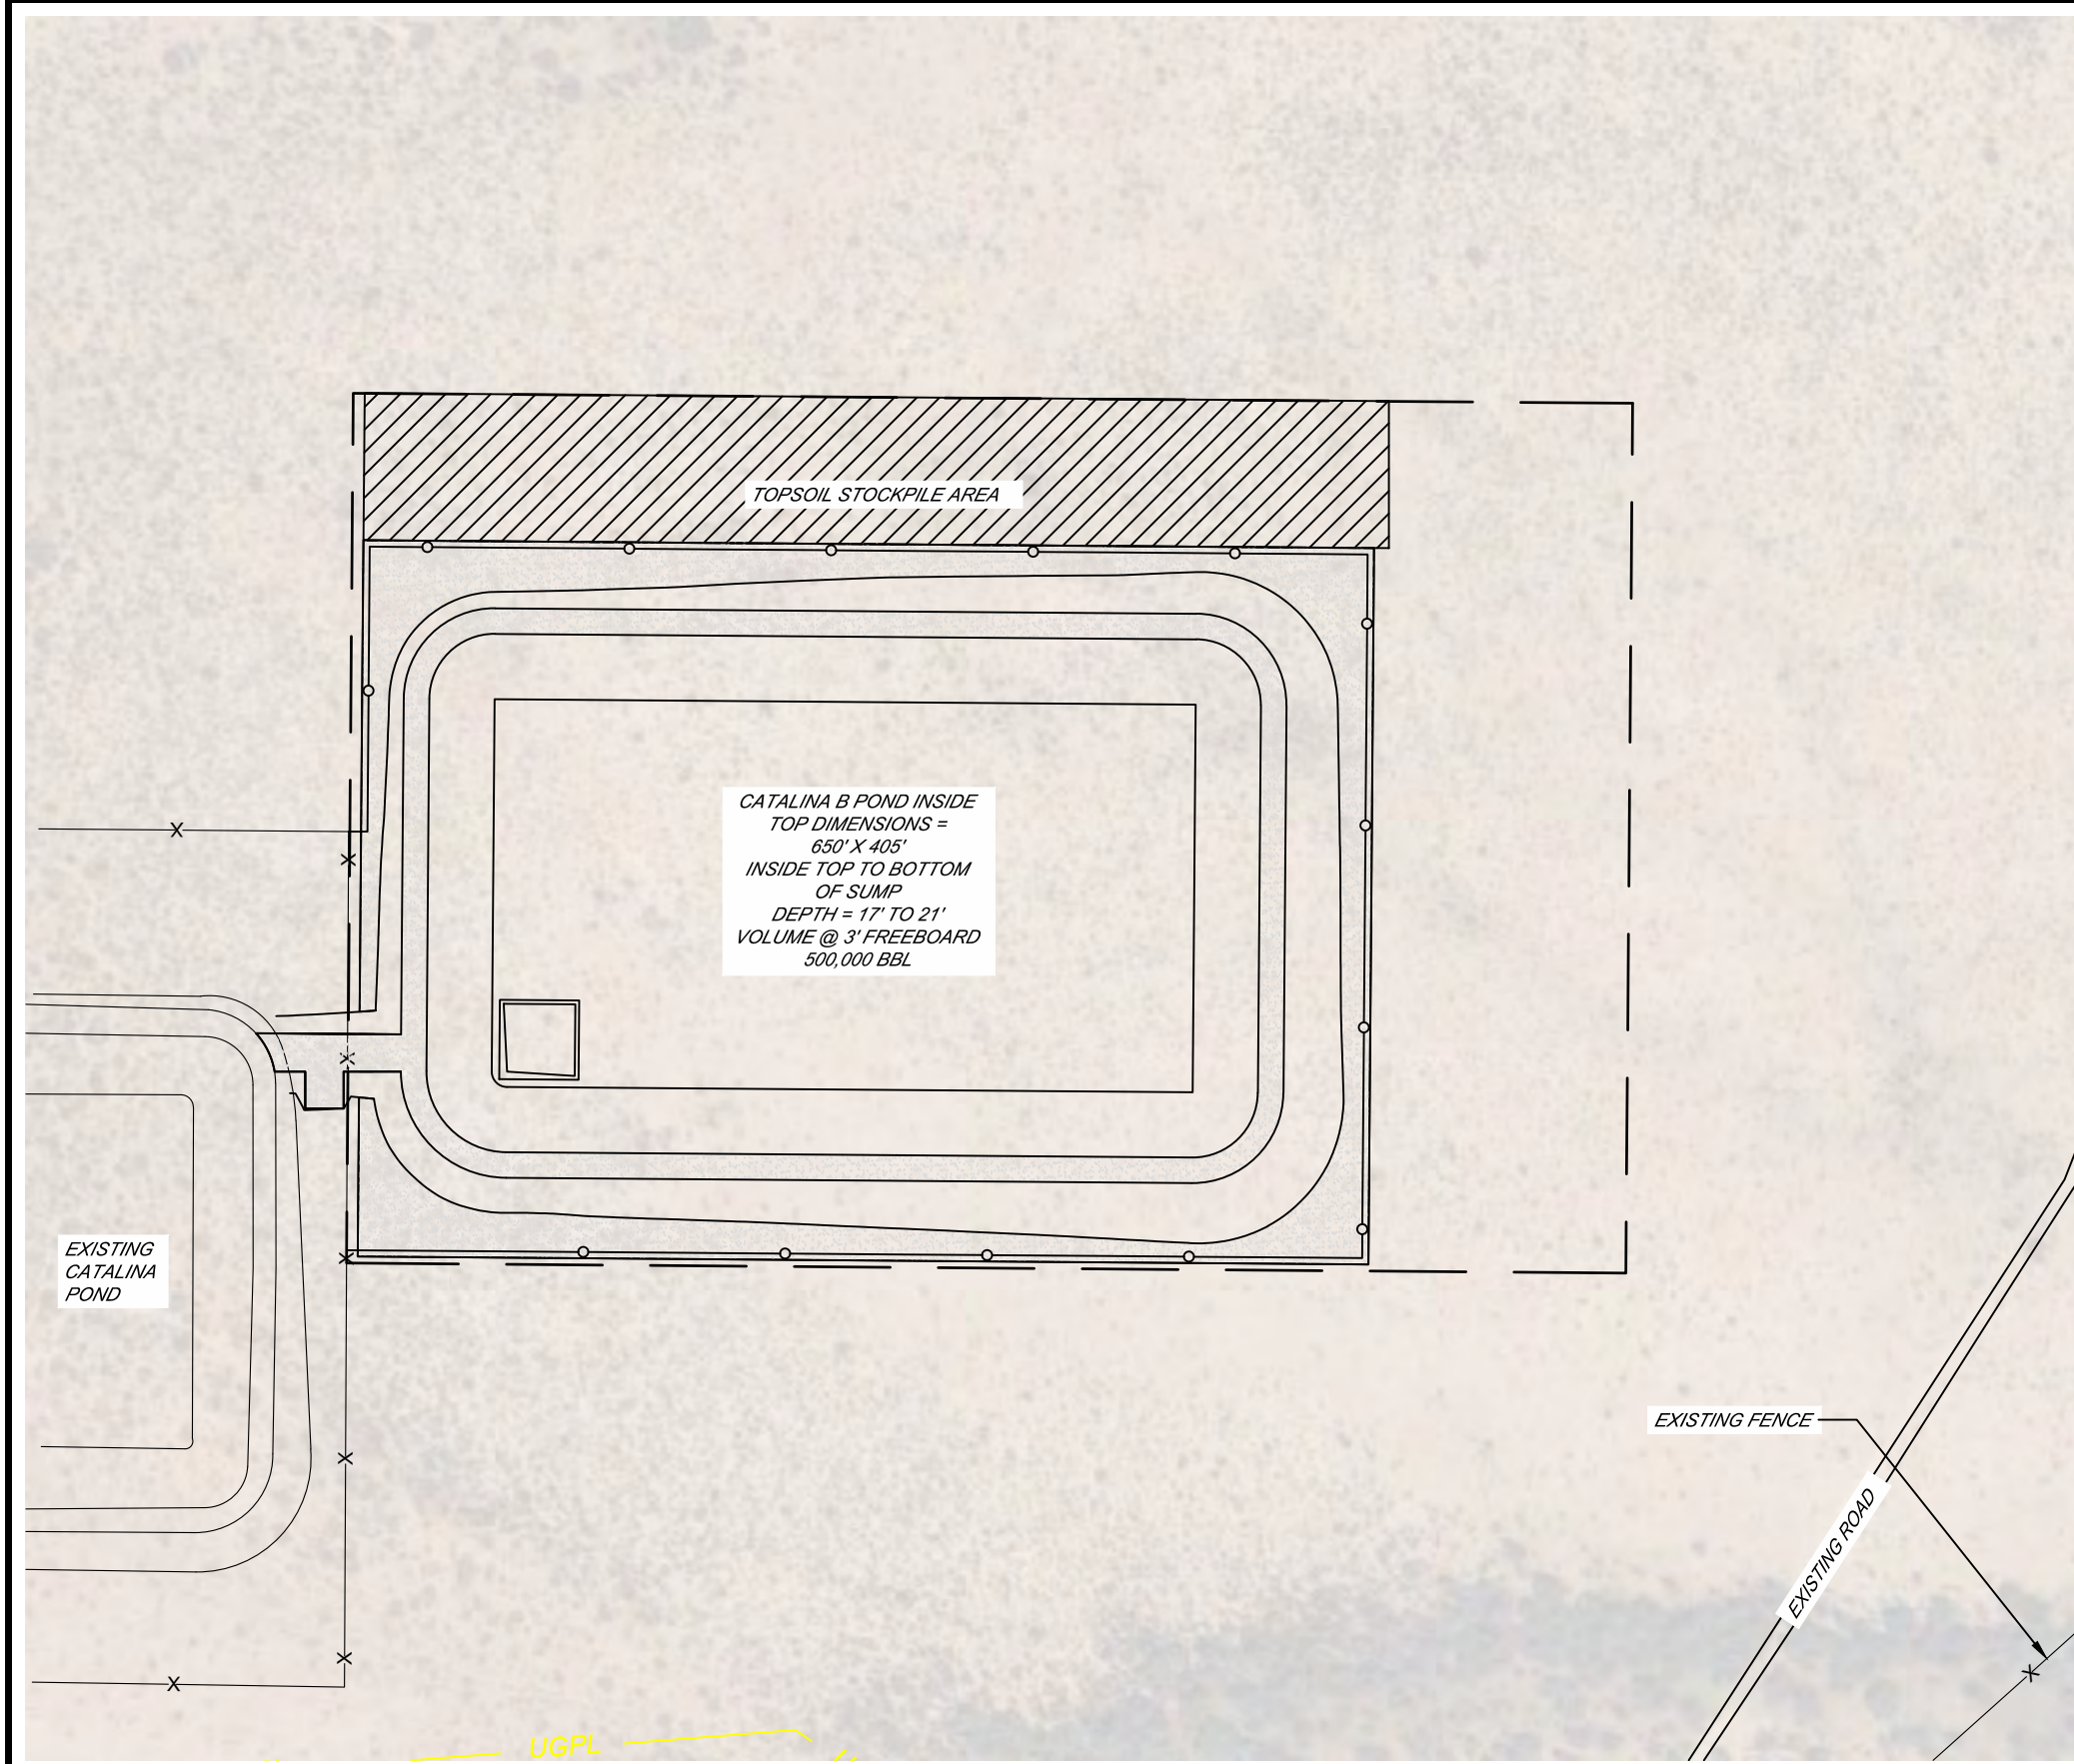 TOPSOIL STOCKPILE AREA
CATALINA B POND INSIDE
TOP DIMENSIONS =
650' X 405'
INSIDE TOP TO BOTTOM
OF SUMP
DEPTH = 17' TO 21'
VOLUME @ 3' FREEBOARD
500,000 BBL
EXISTING
CATALINA
POND
EXISTING FENCE
EXISTING ROAD
UGPL